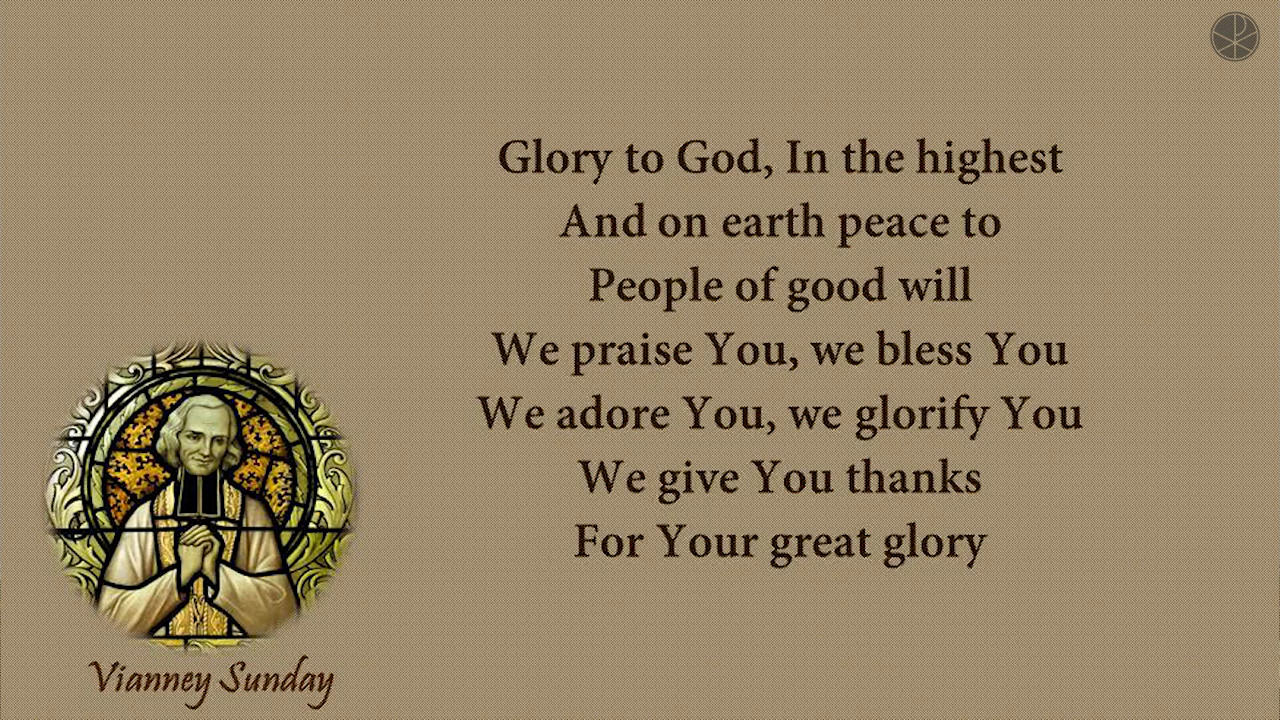 Glory to God, In the highest
And on earth peace to
People of good will
We praise You, we bless You
We adore You, we glorify You
We give You thanks
For Your great glory
Vianney Sunday